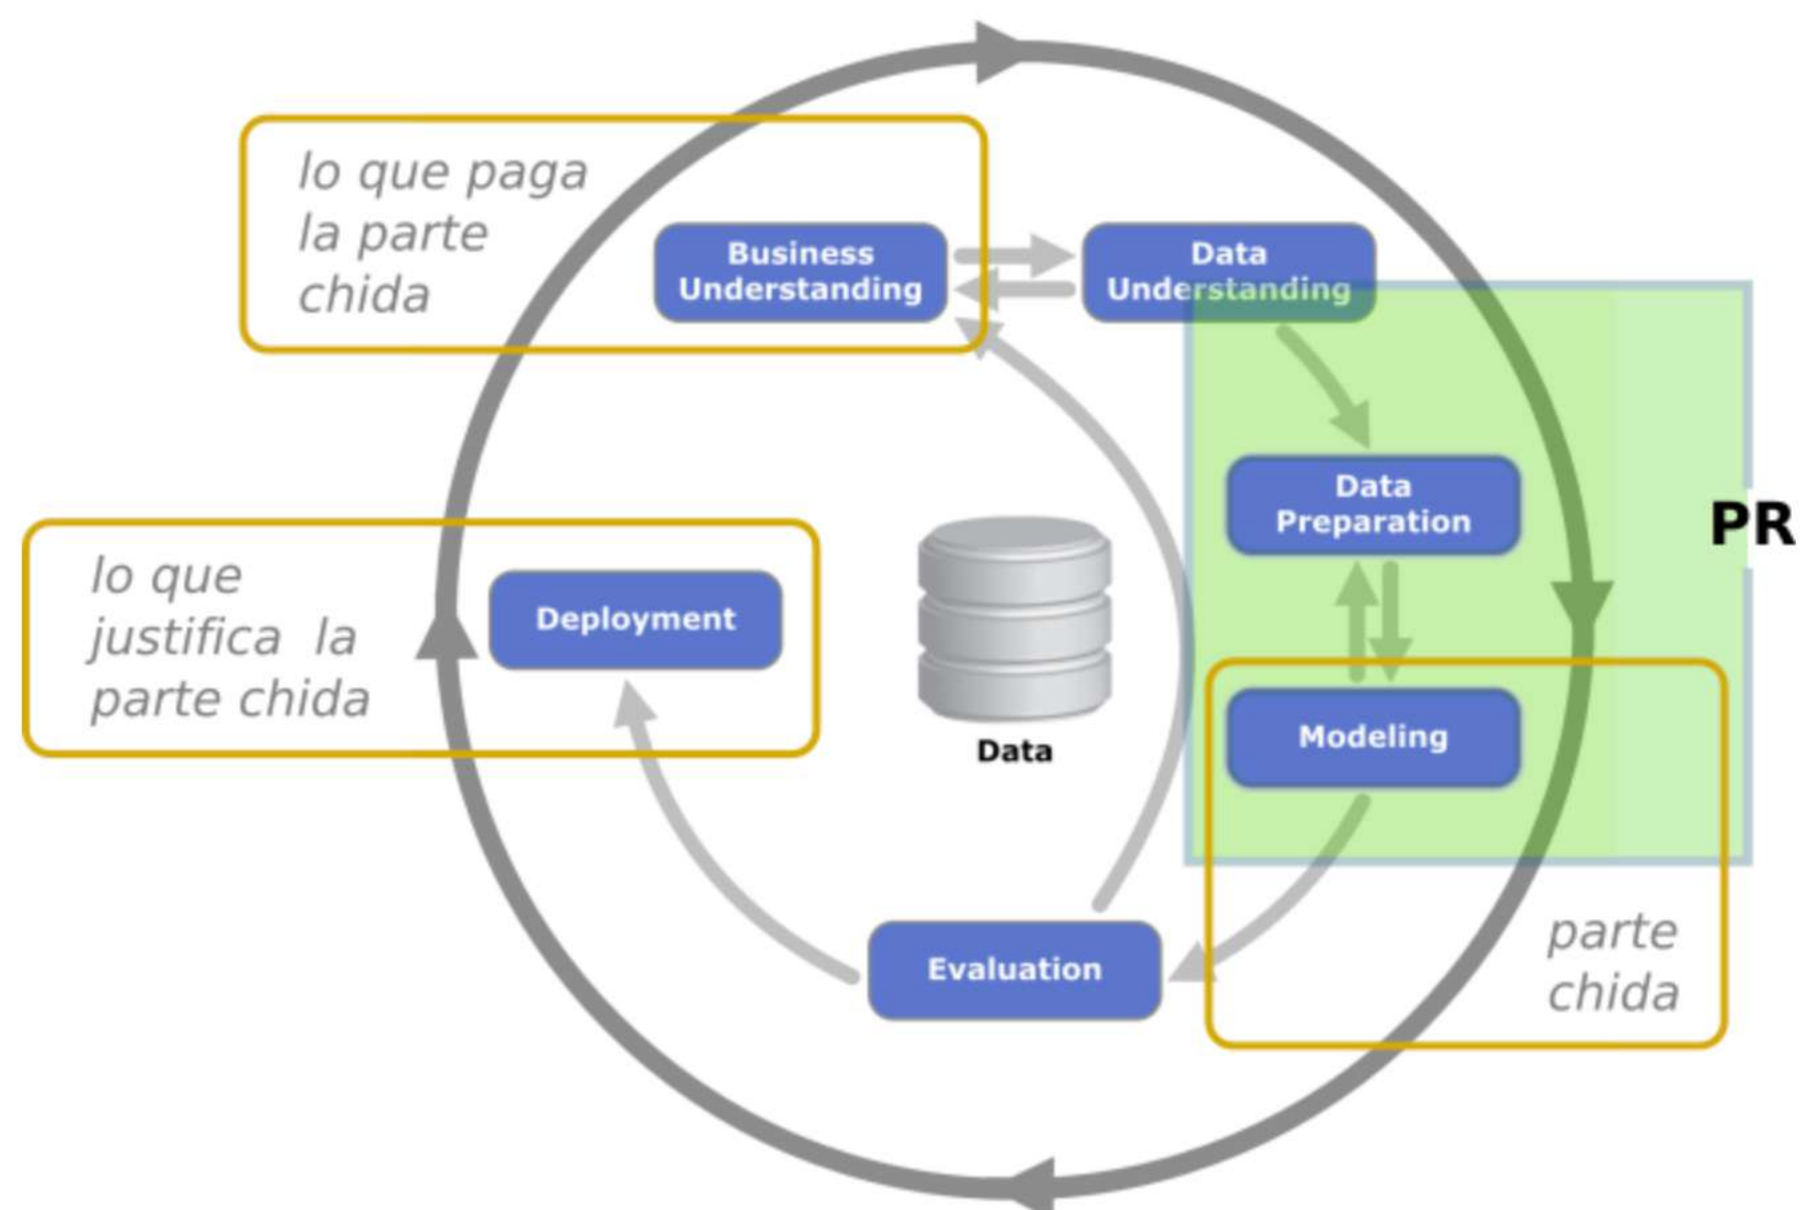 lo que paga
la parte
chida
Business
Understanding
Data
Understanding
Data
Preparation
PR
lo que
justifica la
parte chida
Deployment
Data
Modeling
Evaluation
parte
chida